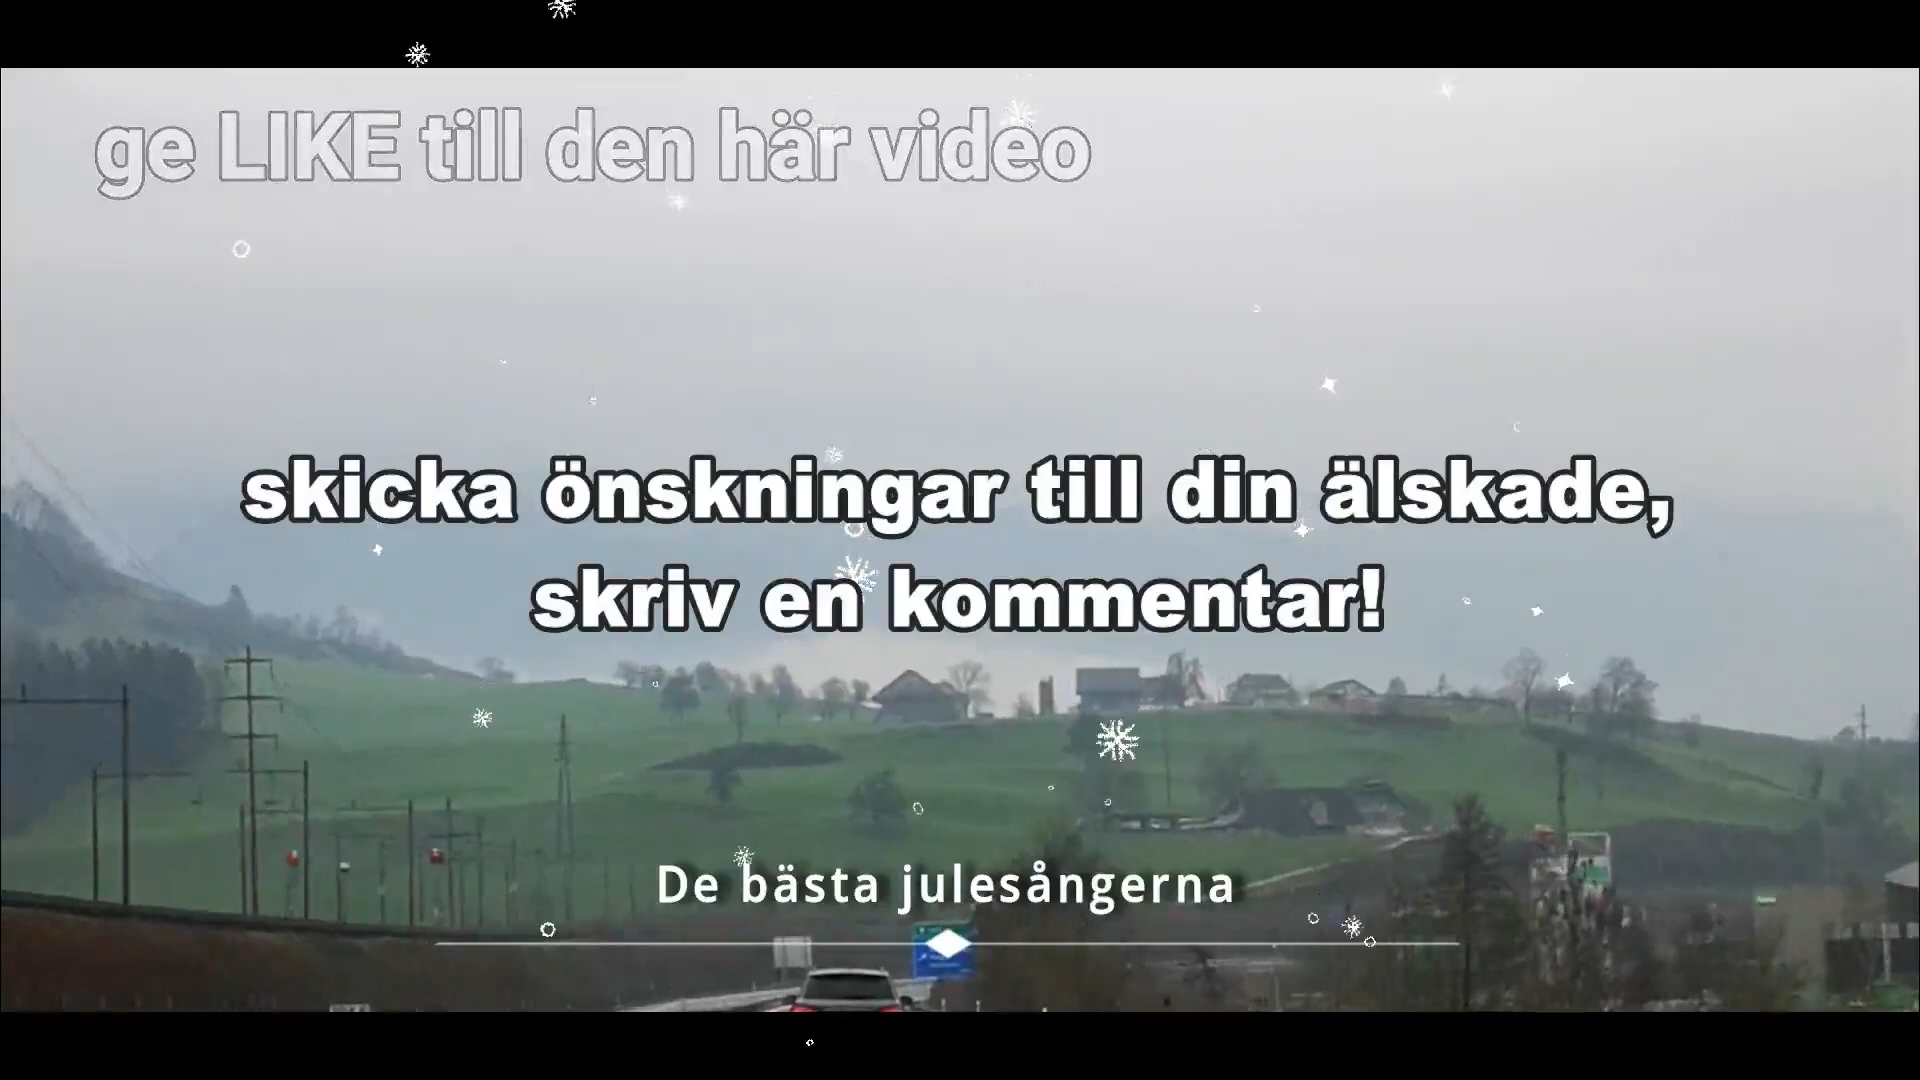 ge LIKE till den här video
skicka önskningar till din älskade,
skriv en kommentar!
De bästa julesångerna